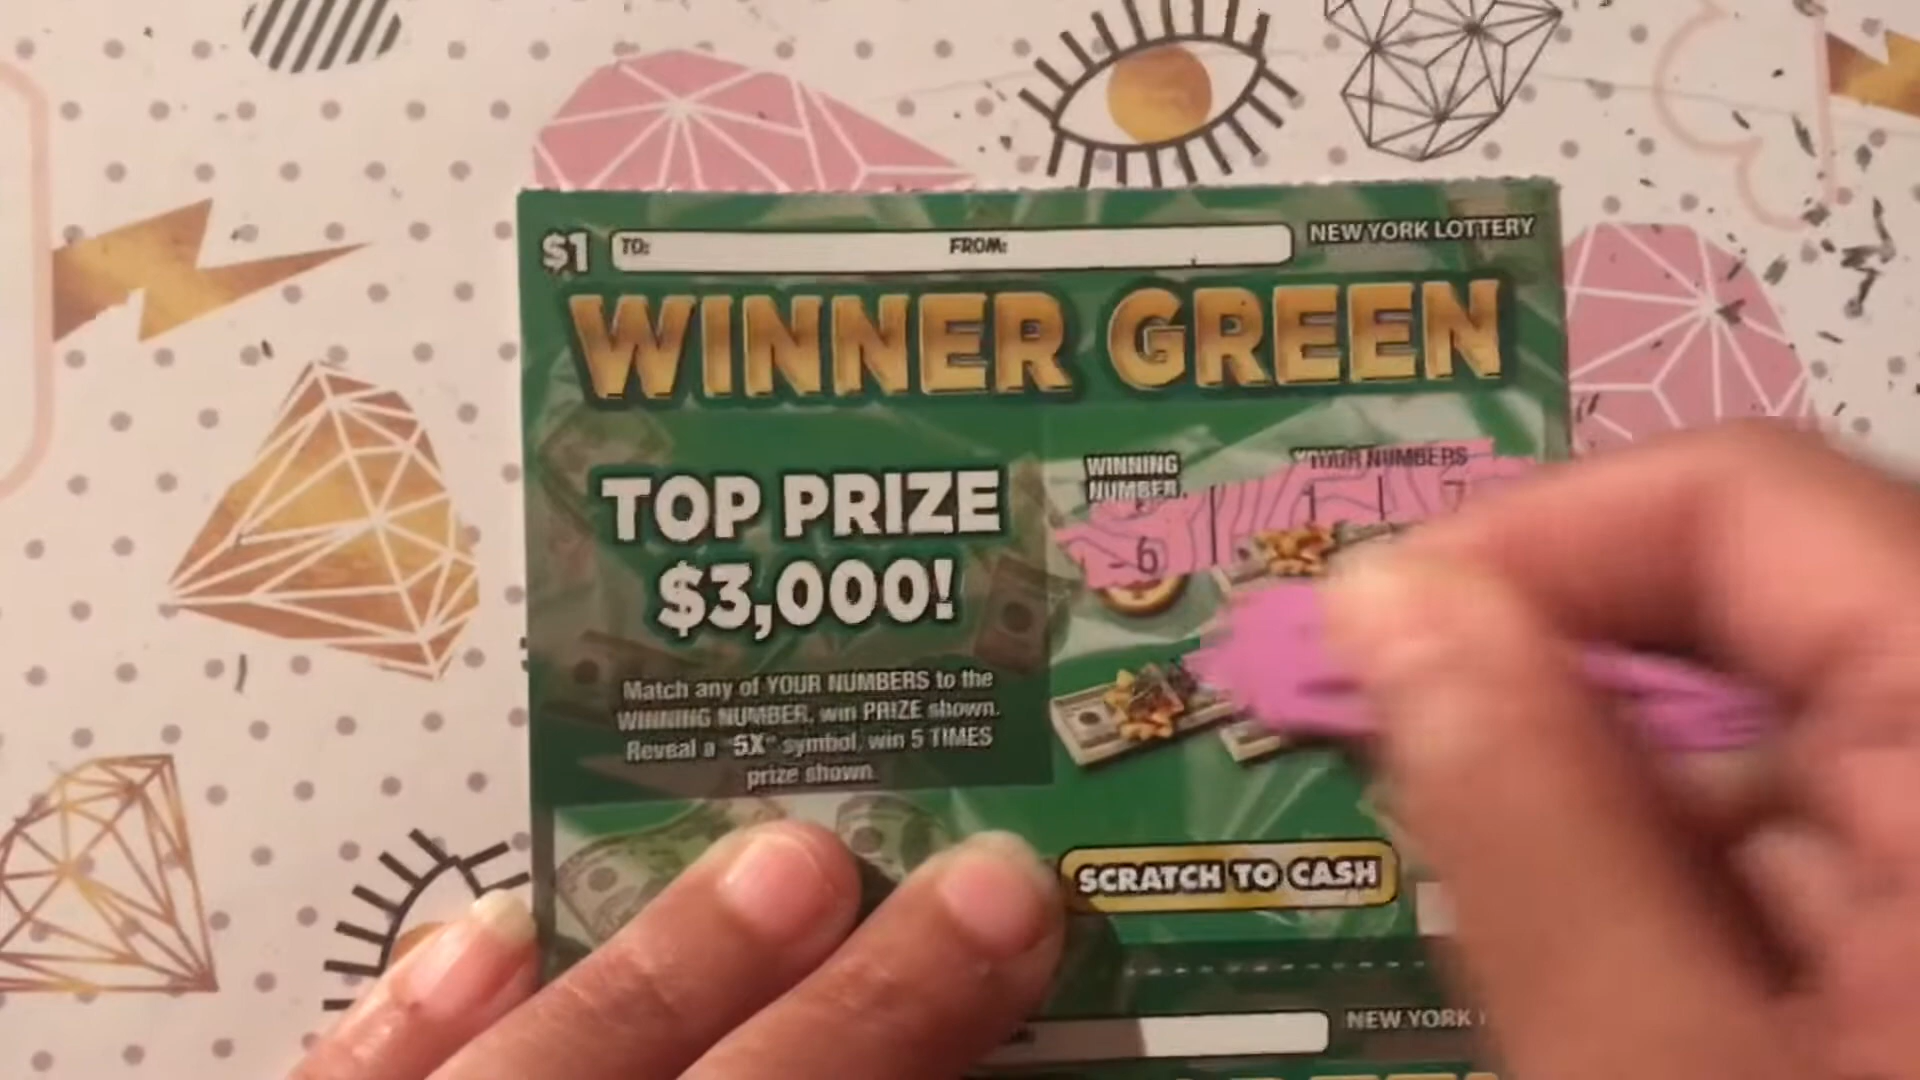 $1 TO: FROM: NEW YORK LOTTERY
WINNER GREEN
TOP PRIZE
$3,000!
WINNING
NUMBER
YOUR NUMBERS
6
Match any of YOUR NUMBERS to the
WINNING NUMBER, win PRIZE shown.
Reveal a "5X" symbol, win 5 TIMES
prize shown.
SCRATCH TO CASH
NEW YORK